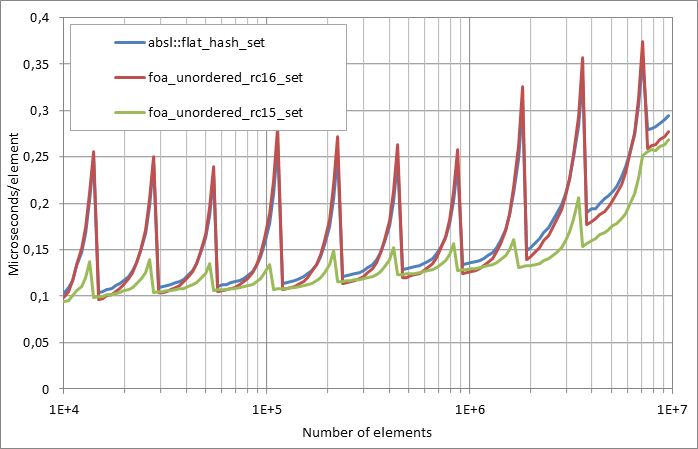 0,4
0,35
0,3
0,25
0,2
0,15
0,1
0,05
0
Microseconds/element
absl::flat_hash_set
foa_unordered_rc16_set
foa_unordered_rc15_set
1E+4 1E+5 1E+6 1E+7
Number of elements